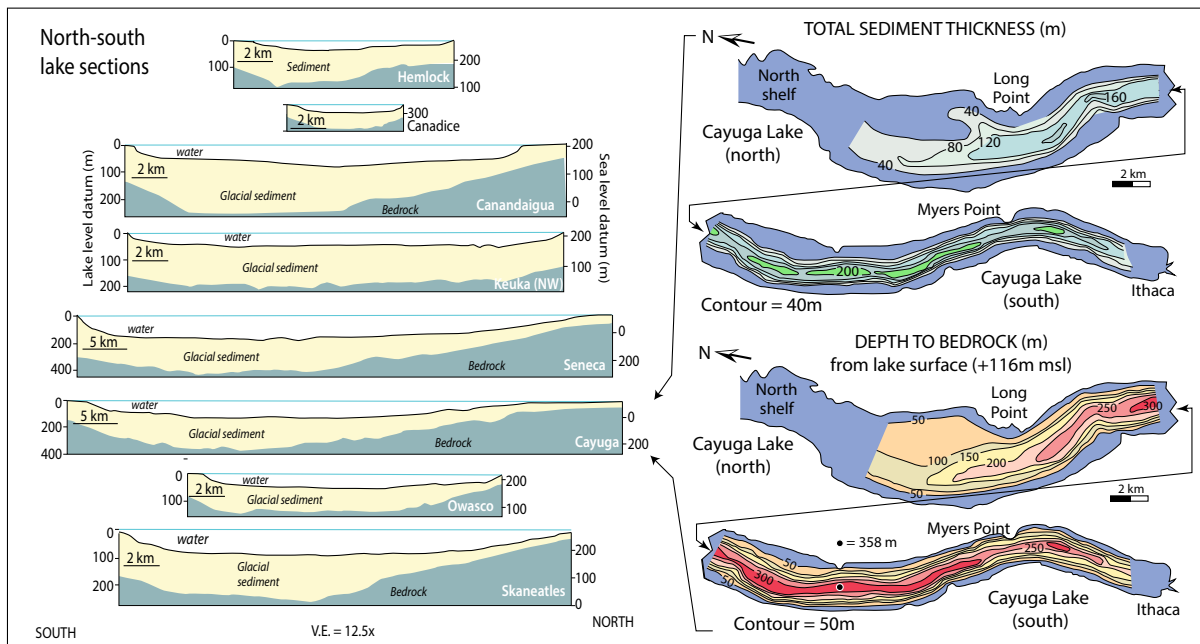 North-south
lake sections
0
100
2 km
Sediment
Hemlock
200
100
2 km
300
Canadice
Lake level datum (m)
0
100
200
water
2 km
Glacial sediment
Bedrock
Canandaigua
200
100
0
Sea level datum (m)
0
100
200
water
2 km
Glacial sediment
Keuka (NW)
200
100
0
200
400
water
5 km
Glacial sediment
Bedrock
Seneca
0
200
0
200
400
water
5 km
Glacial sediment
Bedrock
Cayuga
0
200
0
100
water
2 km
Glacial sediment
Owasco
200
100
0
100
200
water
2 km
Glacial
sediment
Bedrock
Skaneatles
200
100
0
SOUTH
V.E. = 12.5x
NORTH
TOTAL SEDIMENT THICKNESS (m)
N
North
shelf
Long
Point
Cayuga Lake
(north)
40
80
120
160
40
2 km
Myers Point
200
Cayuga Lake
(south)
Ithaca
Contour = 40m
DEPTH TO BEDROCK (m)
from lake surface (+116m msl)
N
North
shelf
Long
Point
Cayuga Lake
(north)
50
100
150
200
250
300
50
2 km
Myers Point
= 358 m
50
300
50
250
Cayuga Lake
(south)
Ithaca
Contour = 50m